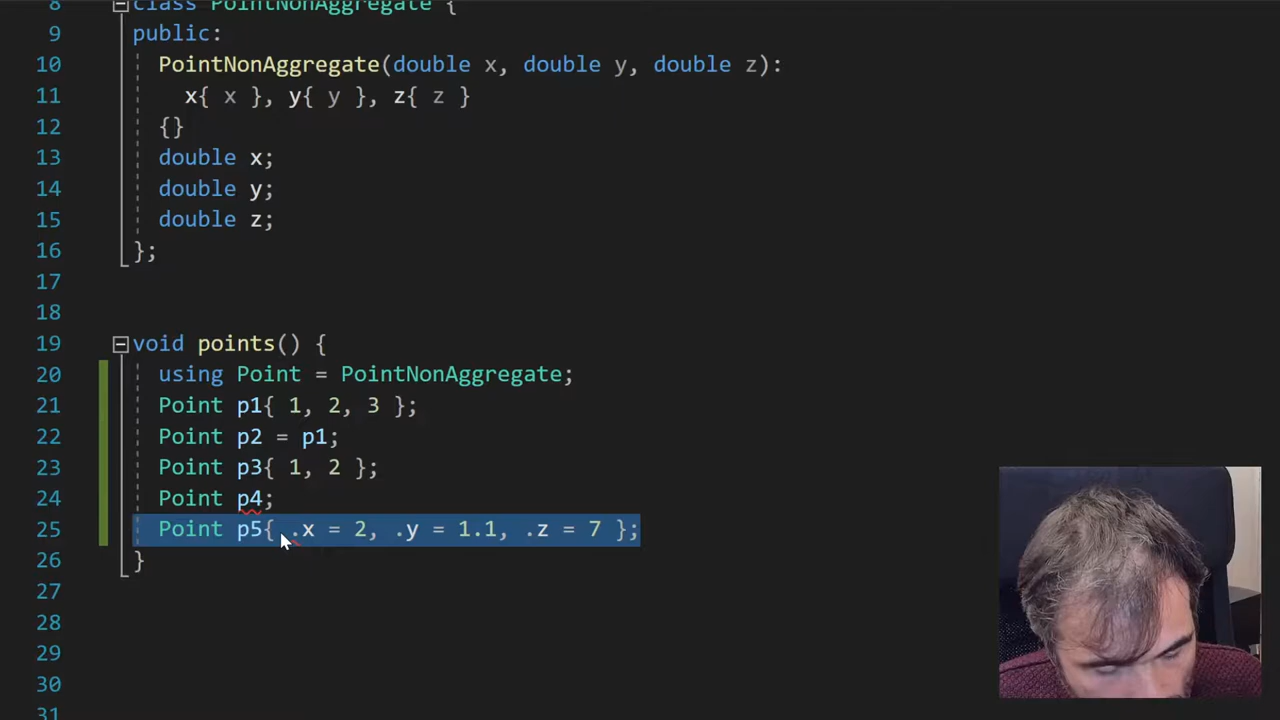 8 class PointNonAggregate {
9 public:
10 PointNonAggregate(double x, double y, double z):
11 x{ x }, y{ y }, z{ z }
12 {}
13 double x;
14 double y;
15 double z;
16 };
17
18
19 void points() {
20 using Point = PointNonAggregate;
21 Point p1{ 1, 2, 3 };
22 Point p2 = p1;
23 Point p3{ 1, 2 };
24 Point p4;
25 Point p5{ .x = 2, .y = 1.1, .z = 7 };
26 }
27
28
29
30
31